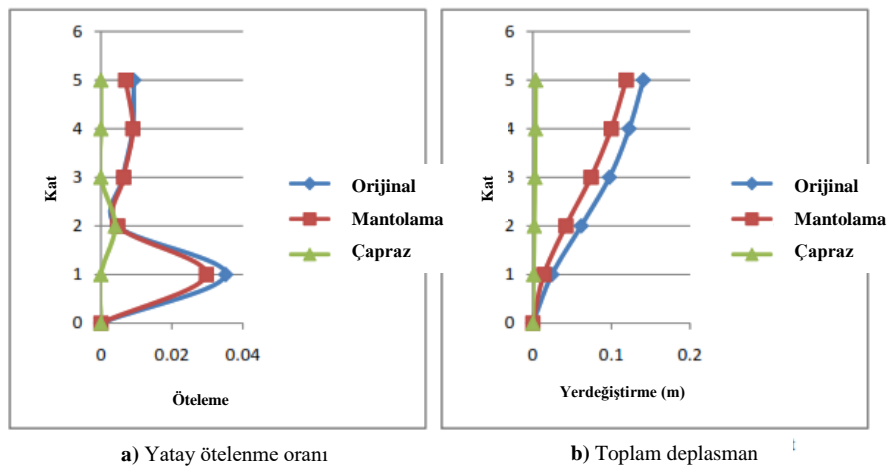 6
5
4
3
2
1
0
Kat
0 0.02 0.04
Öteleme
Orijinal
Mantolama
Çapraz
6
5
4
3
2
1
0
Kat
0 0.1 0.2
Yerdeğiştirme (m)
Orijinal
Mantolama
Çapraz
a) Yatay ötelenme oranı
b) Toplam deplasman